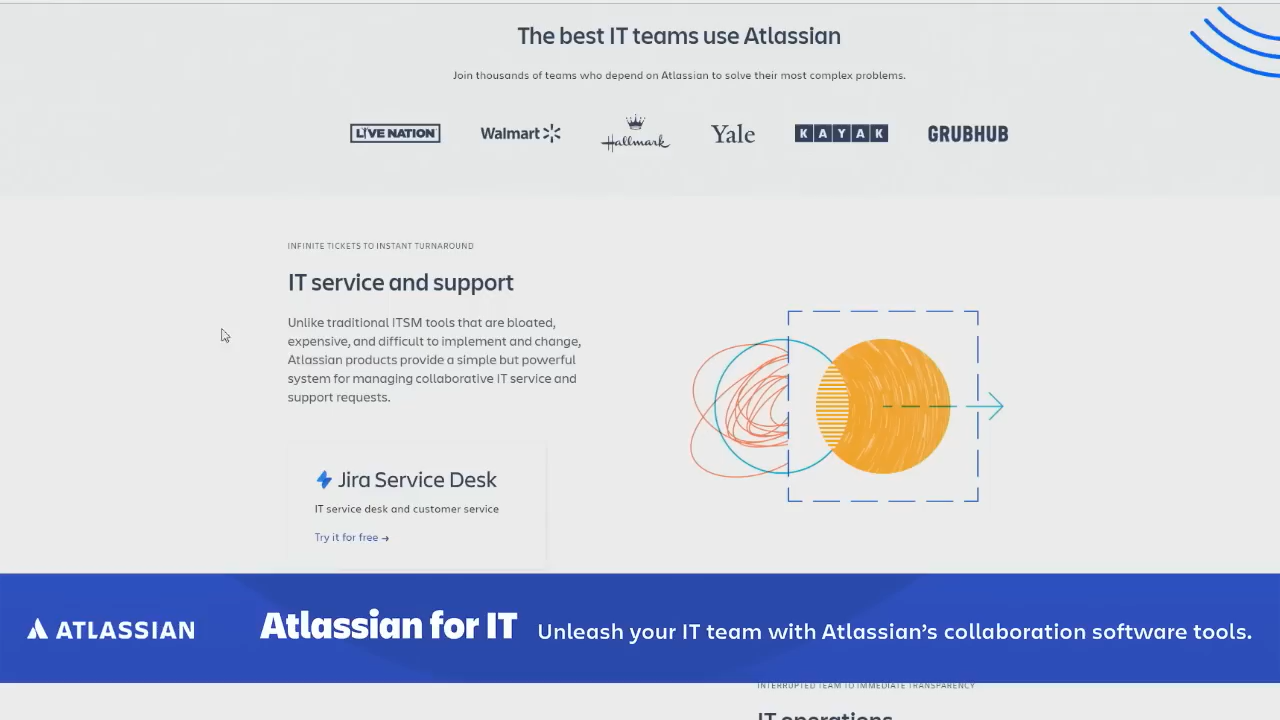 The best IT teams use Atlassian
Join thousands of teams who depend on Atlassian to solve their most complex problems.
LIVE NATION Walmart Hallmark Yale KAYAK GRUBHUB
INFINITE TICKETS TO INSTANT TURNAROUND
IT service and support
Unlike traditional ITSM tools that are bloated,
expensive, and difficult to implement and change,
Atlassian products provide a simple but powerful
system for managing collaborative IT service and
support requests.
Jira Service Desk
IT service desk and customer service
Try it for free →
ATLASSIAN Atlassian for IT Unleash your IT team with Atlassian’s collaboration software tools.
INTERRUPTED TEAM TO IMMEDIATE TRANSPARENCY
IT operations